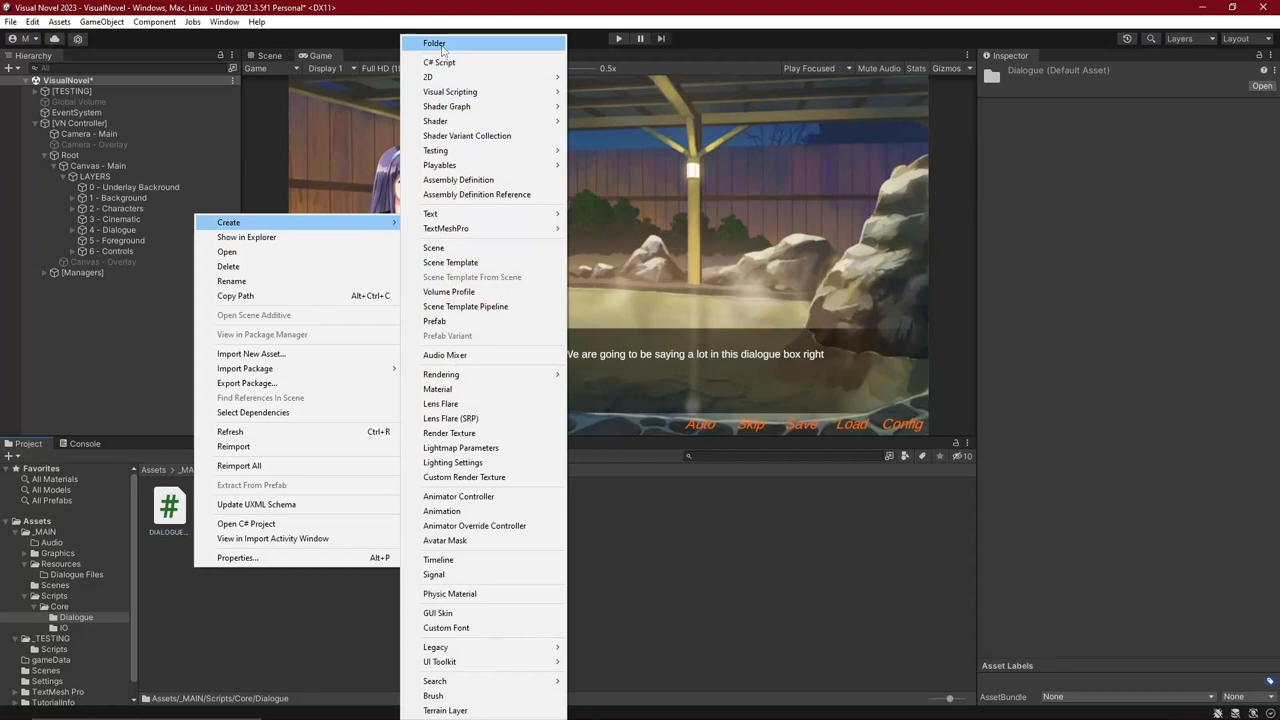 Visual Novel 2023 - VisualNovel* - Windows, Mac, Linux - Unity 2021.3.5f1 Personal* <DX11>
File Edit Assets GameObject Component Jobs Window Help
M
Layers Layout
Hierarchy
All
VisualNovel*
[TESTING]
Global Volume
EventSystem
[VN Controller]
Camera - Main
Camera - Overlay
Root
Canvas - Main
LAYERS
0 - Underlay Backround
1 - Background
2 - Characters
3 - Cinematic
4 - Dialogue
5 - Foreground
6 - Controls
Canvas - Overlay
[Managers]
Scene Game
Game Display 1 Full HD (19 0.5x Play Focused Mute Audio Stats Gizmos
We are going to be saying a lot in this dialogue box right
Auto Skip Save Load Config
Create
Show in Explorer
Open
Delete
Rename
Copy Path Alt+Ctrl+C
Open Scene Additive
View in Package Manager
Import New Asset...
Import Package
Export Package...
Find References In Scene
Select Dependencies
Refresh Ctrl+R
Reimport
Reimport All
Extract From Prefab
Update UXML Schema
Open C# Project
View in Import Activity Window
Properties... Alt+P
Folder
C# Script
2D
Visual Scripting
Shader Graph
Shader
Shader Variant Collection
Testing
Playables
Assembly Definition
Assembly Definition Reference
Text
TextMeshPro
Scene
Scene Template
Scene Template From Scene
Volume Profile
Scene Template Pipeline
Prefab
Prefab Variant
Audio Mixer
Rendering
Material
Lens Flare
Lens Flare (SRP)
Render Texture
Lightmap Parameters
Lighting Settings
Custom Render Texture
Animator Controller
Animation
Animator Override Controller
Avatar Mask
Timeline
Signal
Physic Material
GUI Skin
Custom Font
Legacy
UI Toolkit
Search
Brush
Terrain Layer
Inspector
Dialogue (Default Asset)
Open
Asset Labels
AssetBundle None None
Project Console
10
Favorites
All Materials
All Models
All Prefabs
Assets
_MAIN
Audio
Graphics
Resources
Dialogue Files
Scenes
Scripts
Core
Dialogue
IO
_TESTING
Scripts
gameData
Scenes
Settings
TextMesh Pro
TutorialInfo
Assets > _MA
#
DIALOGUE...
Assets/_MAIN/Scripts/Core/Dialogue